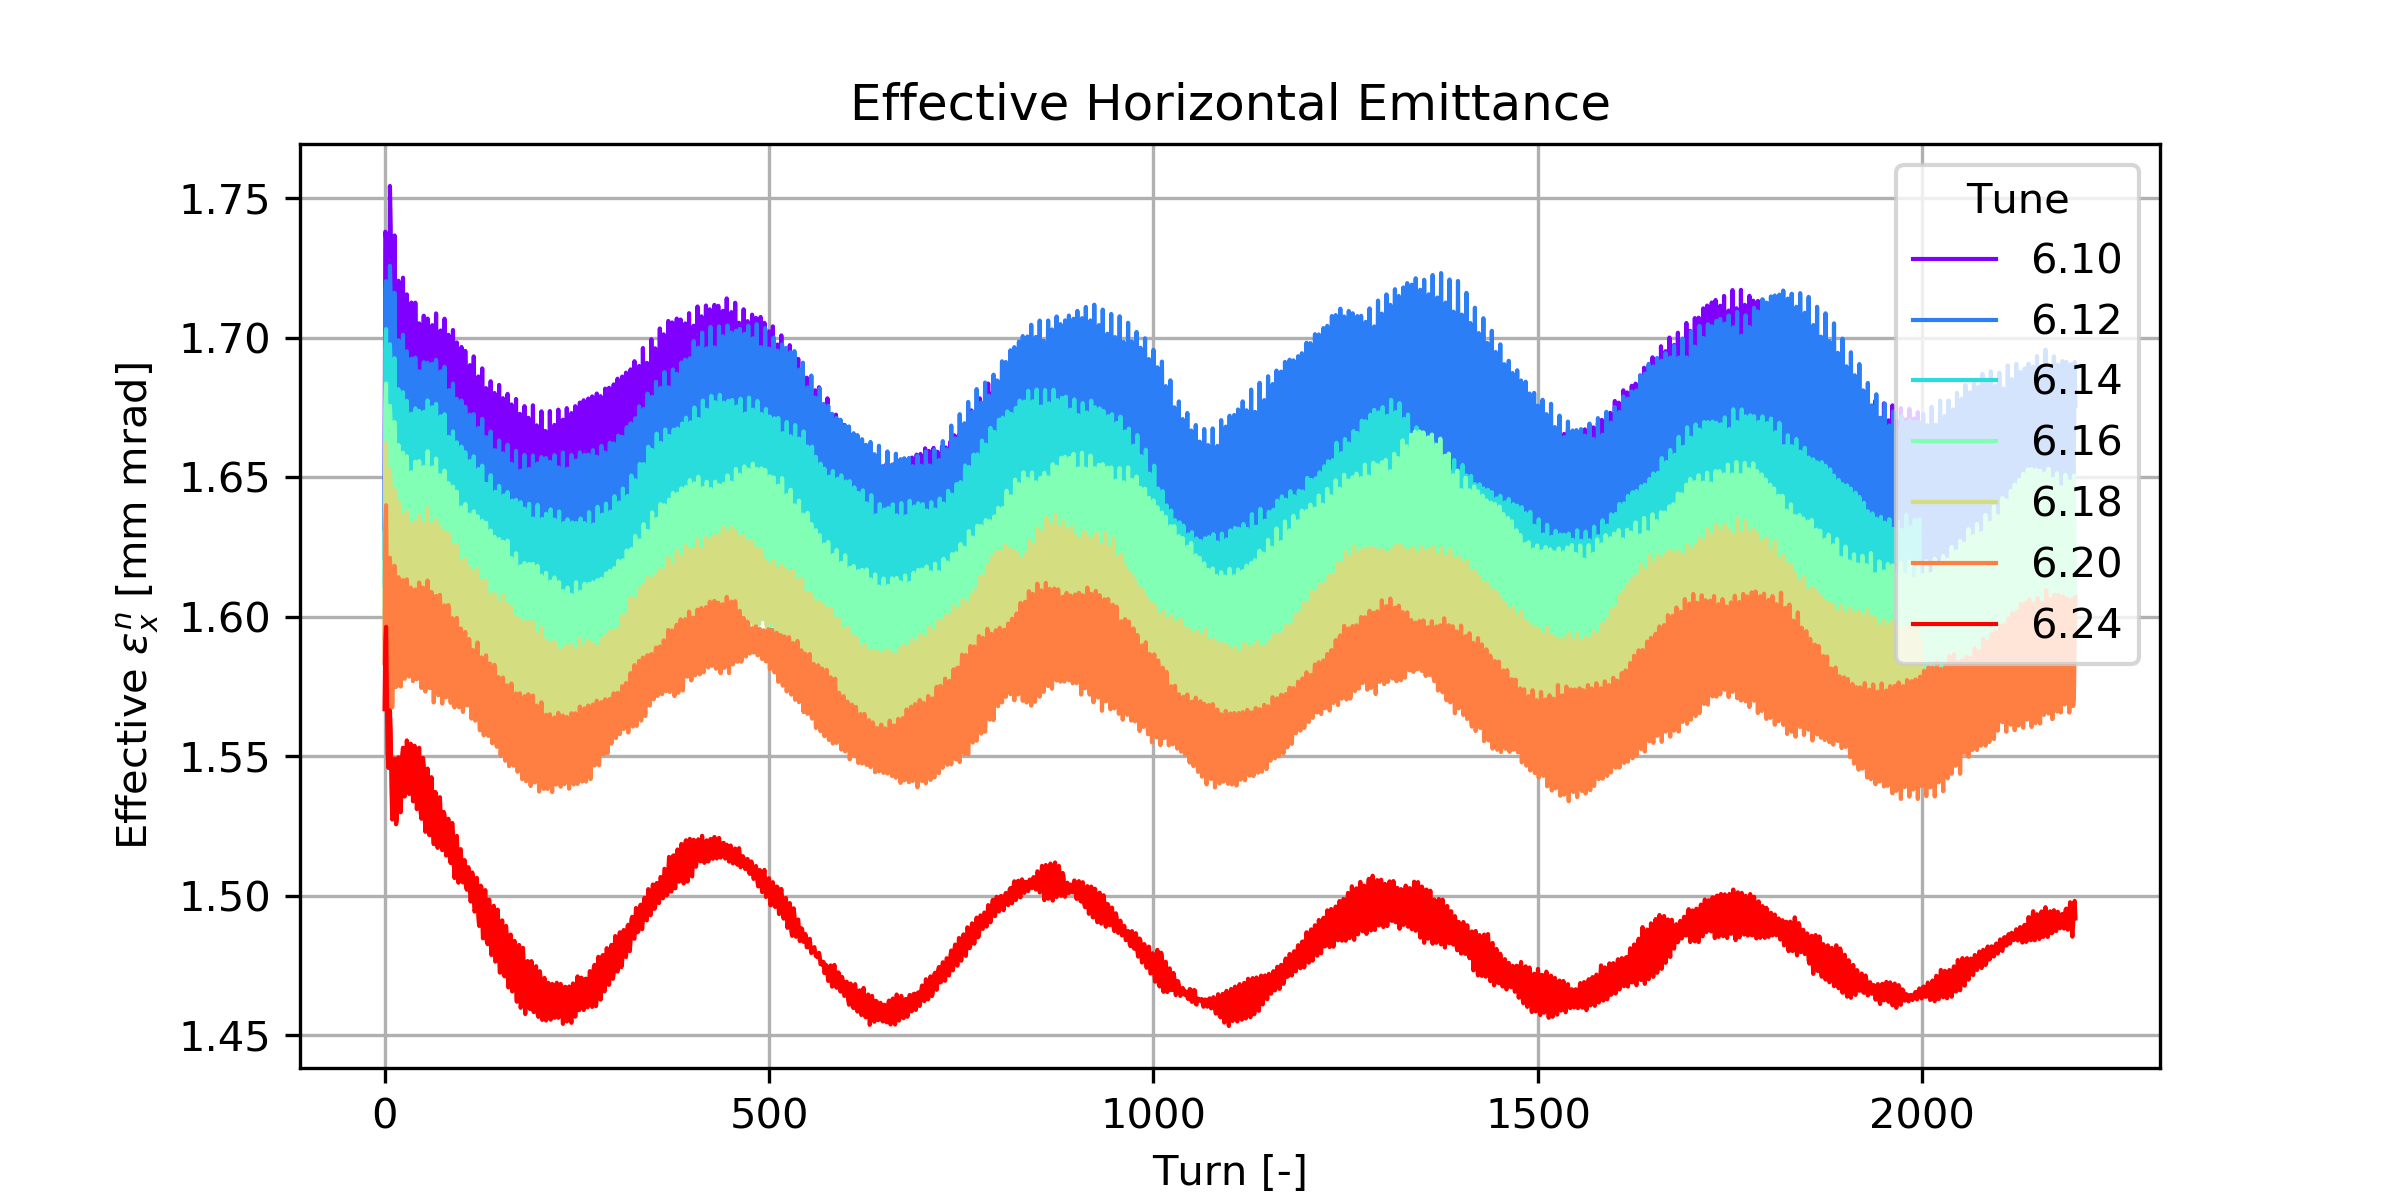 Effective Horizontal Emittance
Effective εₓⁿ [mm mrad]
1.75
1.70
1.65
1.60
1.55
1.50
1.45
0 500 1000 1500 2000
Turn [-]
Tune
6.10
6.12
6.14
6.16
6.18
6.20
6.24